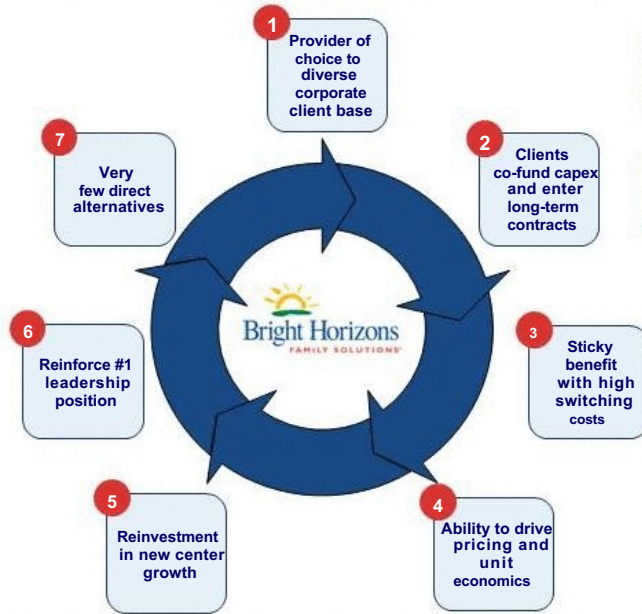 1
Provider of
choice to
diverse
corporate
client base
2
Clients
co-fund capex
and enter
long-term
contracts
3
Sticky
benefit
with high
switching
costs
4
Ability to drive
pricing and
unit
economics
5
Reinvestment
in new center
growth
6
Reinforce #1
leadership
position
7
Very
few direct
alternatives
Bright Horizons
FAMILY SOLUTIONS